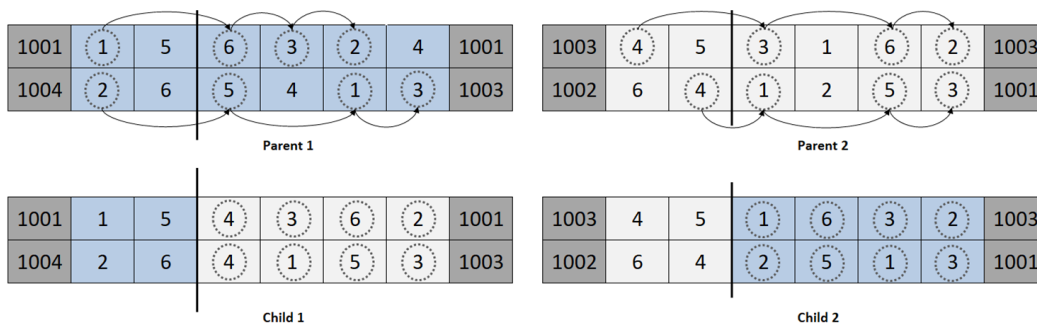 1001 1 5 6 3 2 4 1001
1004 2 6 5 4 1 3 1003
Parent 1
1003 4 5 3 1 6 2 1003
1002 6 4 1 2 5 3 1001
Parent 2
1001 1 5 4 3 6 2 1001
1004 2 6 4 1 5 3 1003
Child 1
1003 4 5 1 6 3 2 1003
1002 6 4 2 5 1 3 1001
Child 2